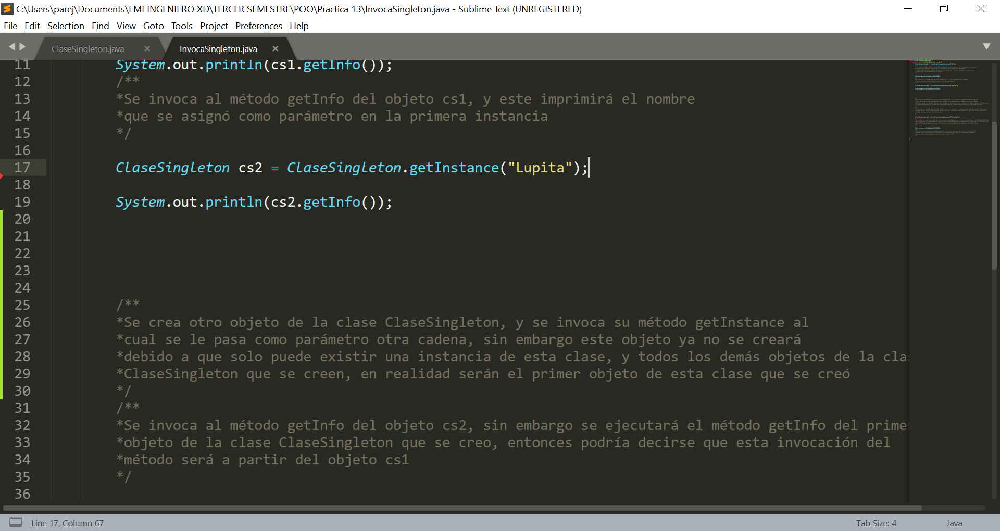 C:\Users\parej\Documents\EMI INGENIERO XD\TERCER SEMESTRE\POO\Practica 13\InvocaSingleton.java - Sublime Text (UNREGISTERED)
File Edit Selection Find View Goto Tools Project Preferences Help
ClaseSingleton.java × InvocaSingleton.java ×
11 System.out.println(cs1.getInfo());
12 /**
13 *Se invoca al método getInfo del objeto cs1, y este imprimirá el nombre
14 *que se asignó como parámetro en la primera instancia
15 */
16
17 ClaseSingleton cs2 = ClaseSingleton.getInstance("Lupita");
18
19 System.out.println(cs2.getInfo());
20
21
22
23
24
25 /**
26 *Se crea otro objeto de la clase ClaseSingleton, y se invoca su método getInstance al
27 *cual se le pasa como parámetro otra cadena, sin embargo este objeto ya no se creará
28 *debido a que solo puede existir una instancia de esta clase, y todos los demás objetos de la clas
29 *ClaseSingleton que se creen, en realidad serán el primer objeto de esta clase que se creó
30 */
31 /**
32 *Se invoca al método getInfo del objeto cs2, sin embargo se ejecutará el método getInfo del primer
33 *objeto de la clase ClaseSingleton que se creo, entonces podría decirse que esta invocación del
34 *método será a partir del objeto cs1
35 */
36
Line 17, Column 67 Tab Size: 4 Java